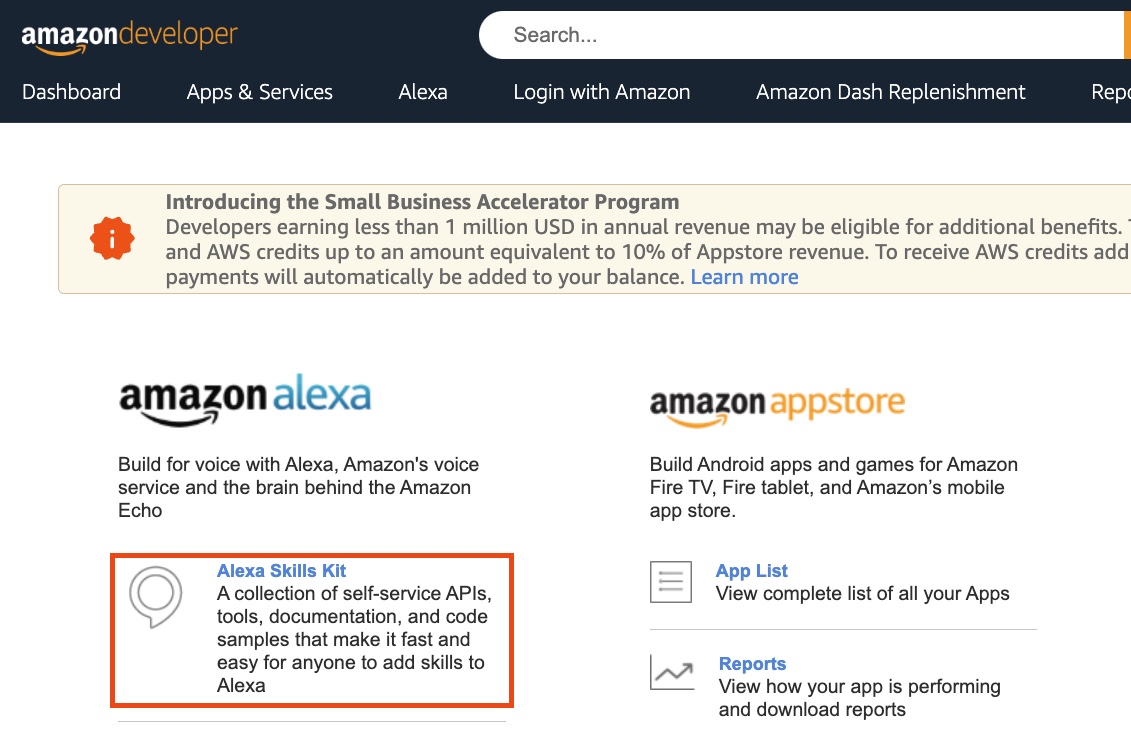 amazondeveloper
Search...
Dashboard
Apps & Services
Alexa
Login with Amazon
Amazon Dash Replenishment
Introducing the Small Business Accelerator Program
Developers earning less than 1 million USD in annual revenue may be eligible for additional benefits.
and AWS credits up to an amount equivalent to 10% of Appstore revenue. To receive AWS credits add
payments will automatically be added to your balance. Learn more
amazon alexa
Build for voice with Alexa, Amazon's voice
service and the brain behind the Amazon
Echo
Alexa Skills Kit
A collection of self-service APIs,
tools, documentation, and code
samples that make it fast and
easy for anyone to add skills to
Alexa
amazon appstore
Build Android apps and games for Amazon
Fire TV, Fire tablet, and Amazon’s mobile
app store.
App List
View complete list of all your Apps
Reports
View how your app is performing
and download reports